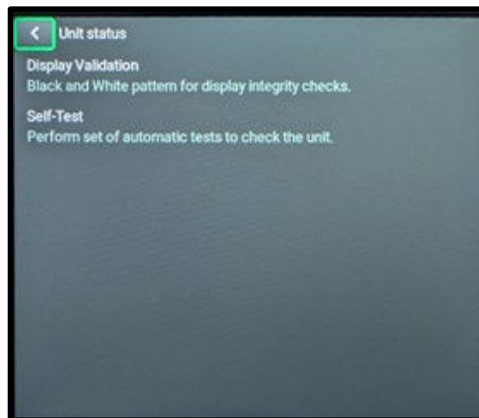 Unit status
Display Validation
Black and White pattern for display integrity checks.
Self-Test
Perform set of automatic tests to check the unit.